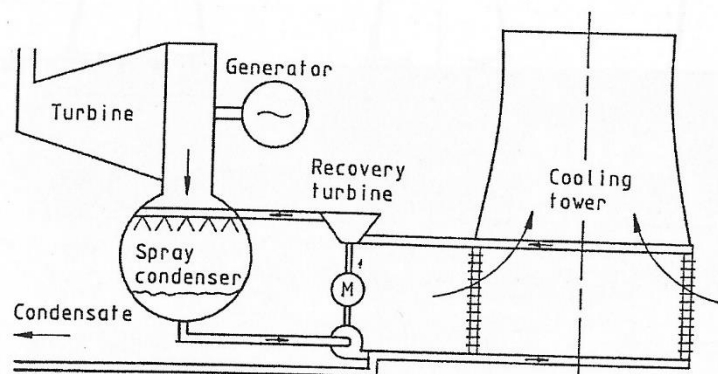 Generator
Turbine
Recovery
turbine
Cooling
tower
Spray
condenser
M
Condensate